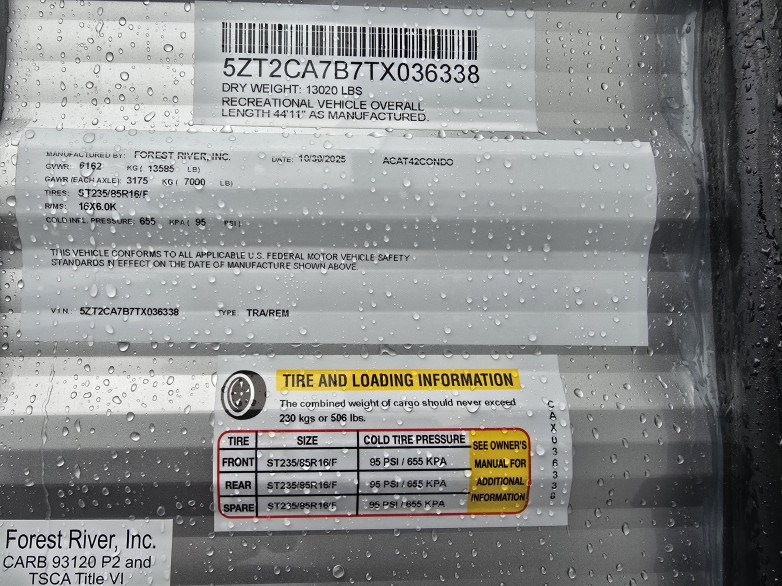 5ZT2CA7B7TX036338
DRY WEIGHT: 13020 LBS
RECREATIONAL VEHICLE OVERALL
LENGTH 44'11" AS MANUFACTURED.
MANUFACTURED BY: FOREST RIVER, INC. DATE: 10/30/2025 ACAT42CONDO
GVWR: 6162 KG ( 13585 LB)
GAWR (EACH AXLE): 3175 KG ( 7000 LB)
TIRES: ST235/85R16/F
RIMS: 16X6.0K
COLD INFL. PRESSURE: 655 KPA ( 95 PSI)
THIS VEHICLE CONFORMS TO ALL APPLICABLE U.S. FEDERAL MOTOR VEHICLE SAFETY
STANDARDS IN EFFECT ON THE DATE OF MANUFACTURE SHOWN ABOVE.
V.I.N.: 5ZT2CA7B7TX036338 TYPE: TRA/REM
TIRE AND LOADING INFORMATION
The combined weight of cargo should never exceed
230 kgs or 506 lbs.
TIRE SIZE COLD TIRE PRESSURE SEE OWNER'S
FRONT ST235/85R16/F 95 PSI / 655 KPA MANUAL FOR
REAR ST235/85R16/F 95 PSI / 655 KPA ADDITIONAL
SPARE ST235/85R16/F 95 PSI / 655 KPA INFORMATION
CAX036338
Forest River, Inc.
CARB 93120 P2 and
TSCA Title VI